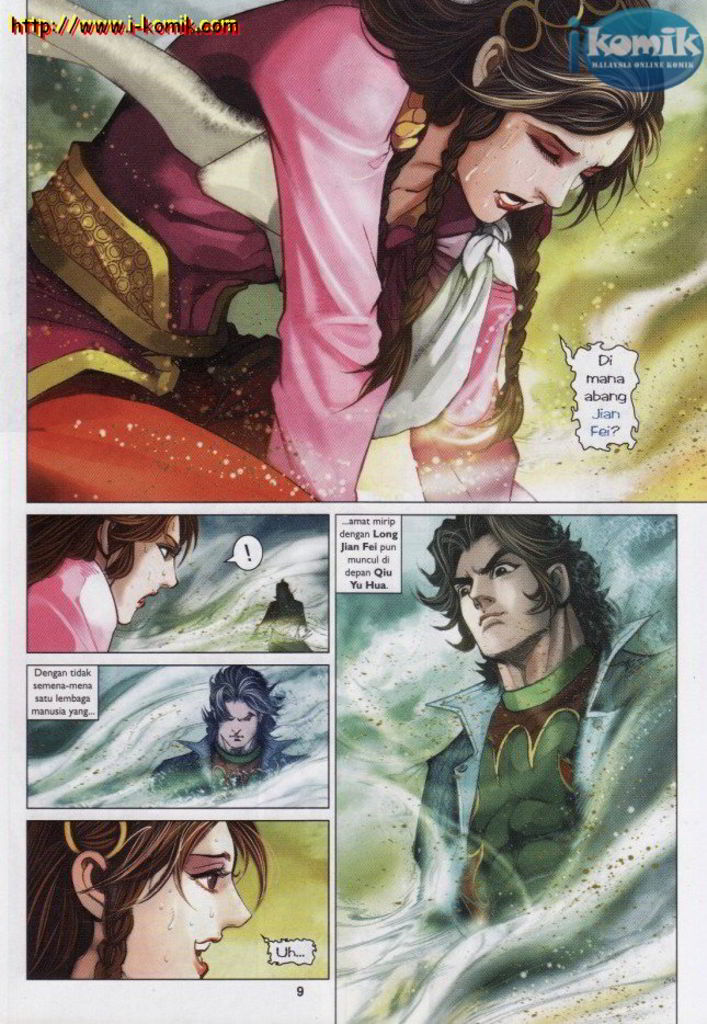 http://www.i-komik.com
ikomik
MALAYSIA ONLINE KOMIK
Di
mana
abang
Jian
Fei?
!
Dengan tidak
semena-mena
satu lembaga
manusia yang...
...amat mirip
dengan Long
Jian Fei pun
muncul di
depan Qiu
Yu Hua.
Uh...
9